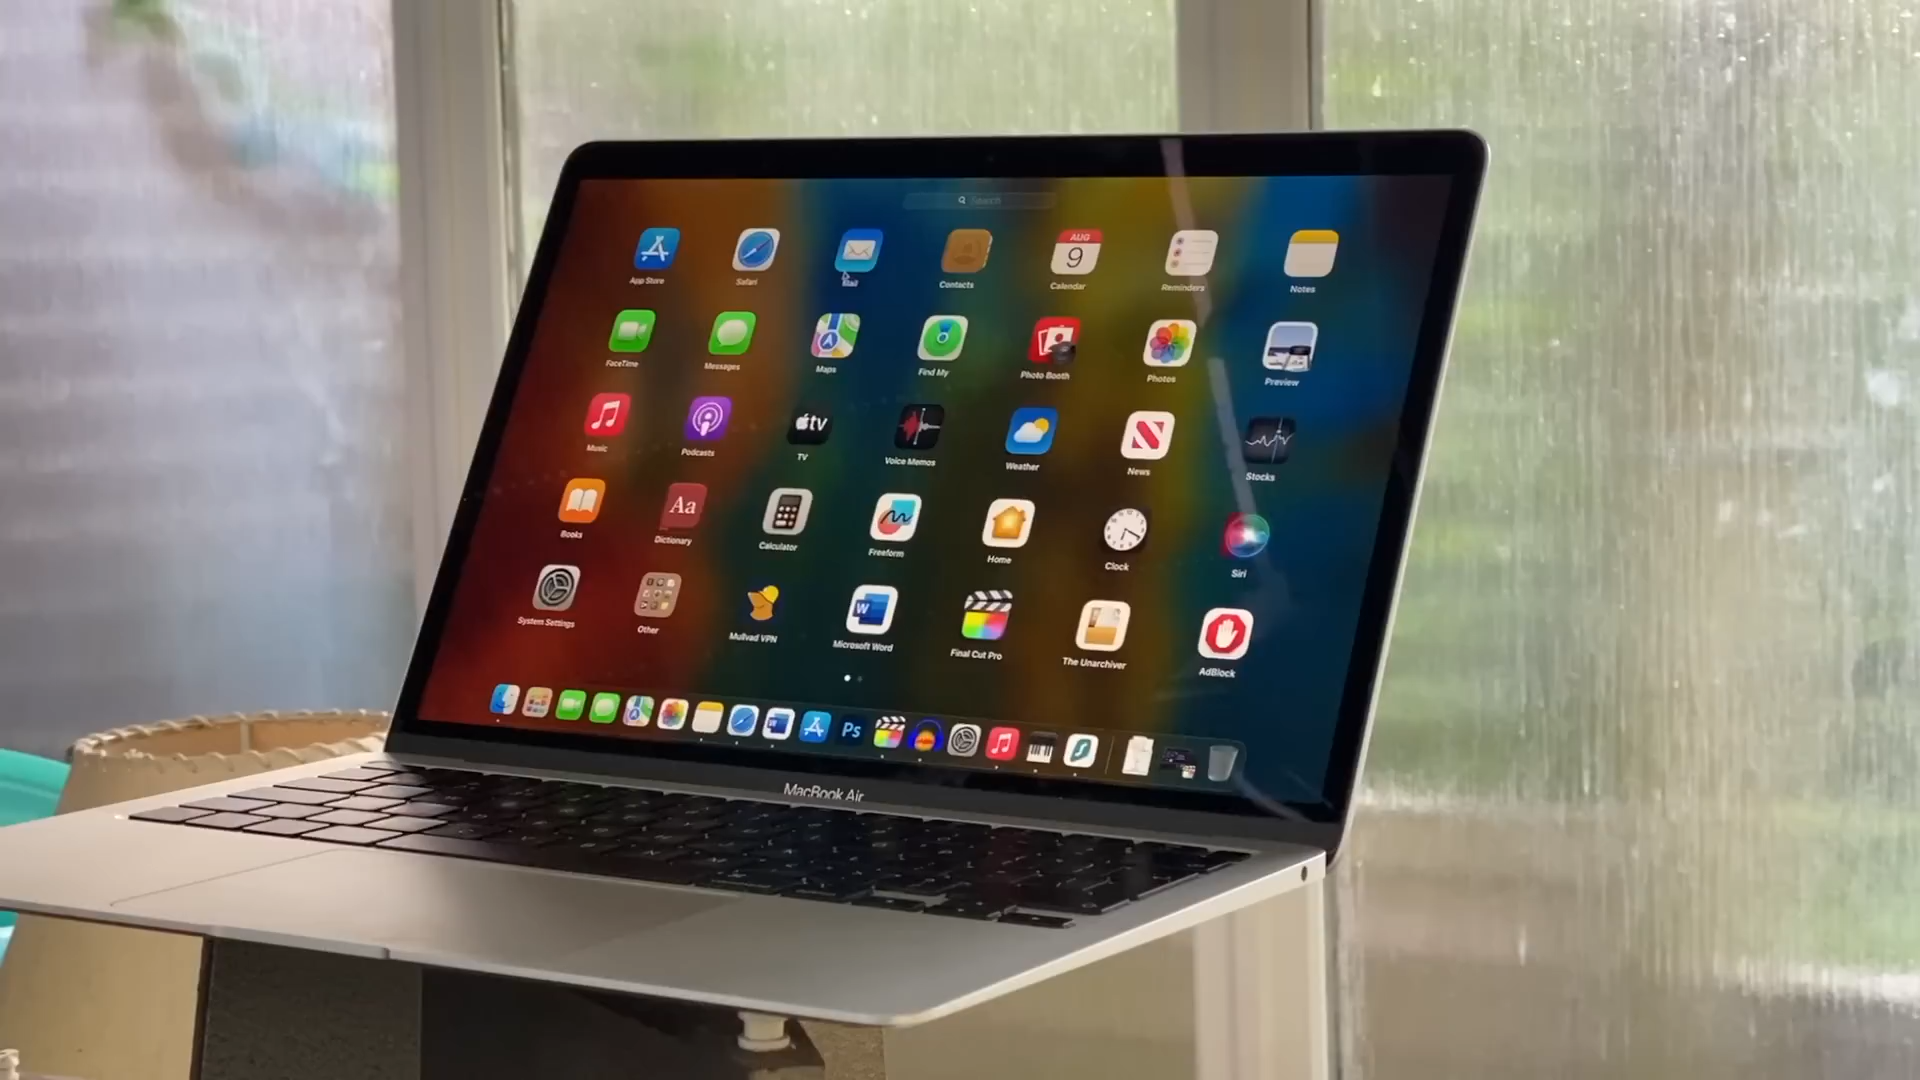 Search
App Store
Safari
Mail
Contacts
AUG
9
Calendar
Reminders
Notes
FaceTime
Messages
Maps
Find My
Photo Booth
Photos
Preview
Music
Podcasts
tv
TV
Voice Memos
Weather
News
Stocks
Books
Aa
Dictionary
Calculator
Freeform
Home
Clock
Siri
System Settings
Other
Mullvad VPN
W
Microsoft Word
Final Cut Pro
The Unarchiver
AdBlock
W
Ps
MacBook Air